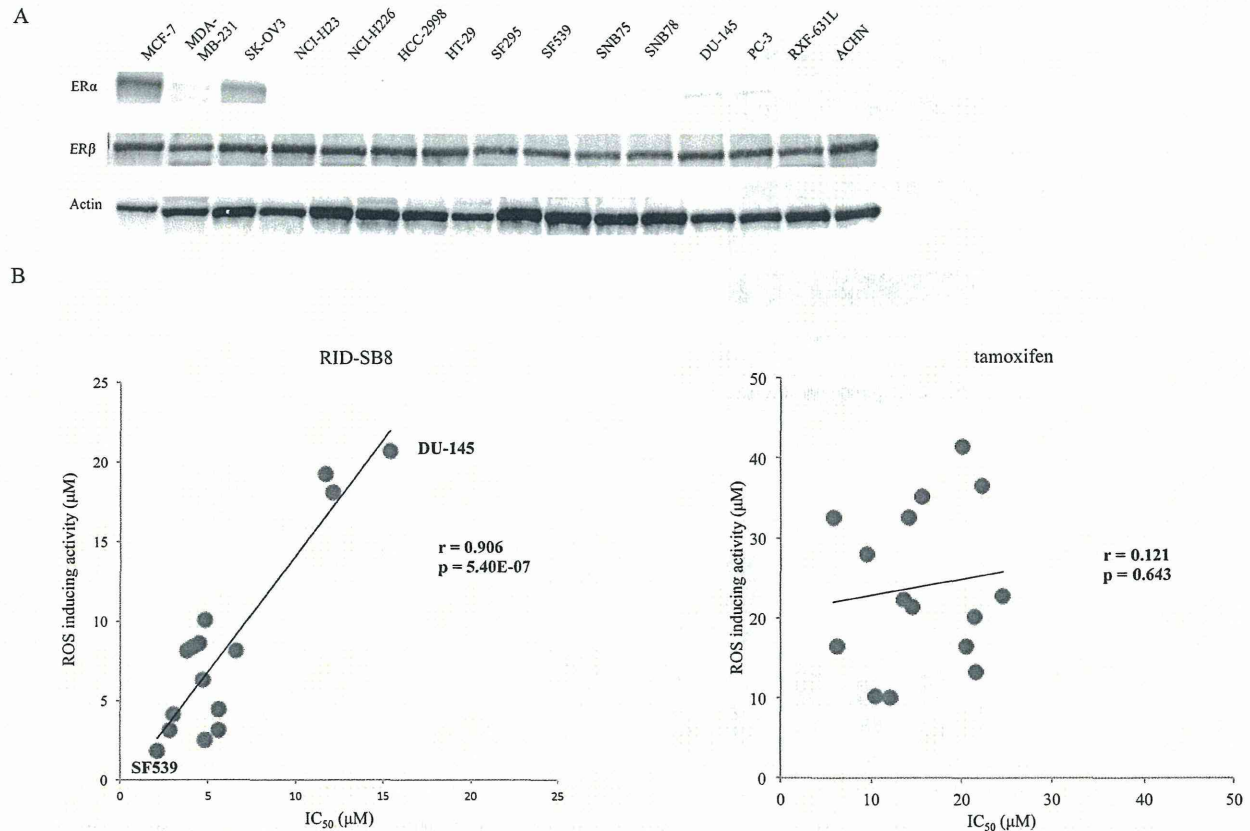 A
MCF-7
MDA-
MB-231
SK-OV3
NCI-H23
NCI-H226
HCC-2998
HT-29
SF295
SF539
SNB75
SNB78
DU-145
PC-3
RXF-631L
ACHN
ERα
ERβ
Actin
B
RID-SB8
25
20
15
10
5
0
ROS inducing activity (μM)
DU-145
r = 0.906
p = 5.40E-07
SF539
0 5 10 15 20 25
IC50 (μM)
tamoxifen
50
40
30
20
10
0
ROS inducing activity (μM)
r = 0.121
p = 0.643
0 10 20 30 40 50
IC50 (μM)